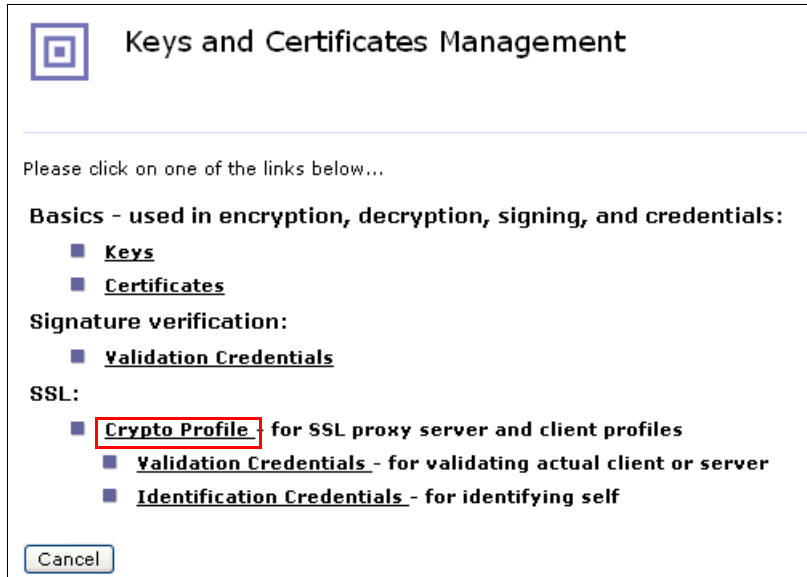 Keys and Certificates Management
Please click on one of the links below...
Basics - used in encryption, decryption, signing, and credentials:
Keys
Certificates
Signature verification:
Validation Credentials
SSL:
Crypto Profile - for SSL proxy server and client profiles
Validation Credentials - for validating actual client or server
Identification Credentials - for identifying self
Cancel